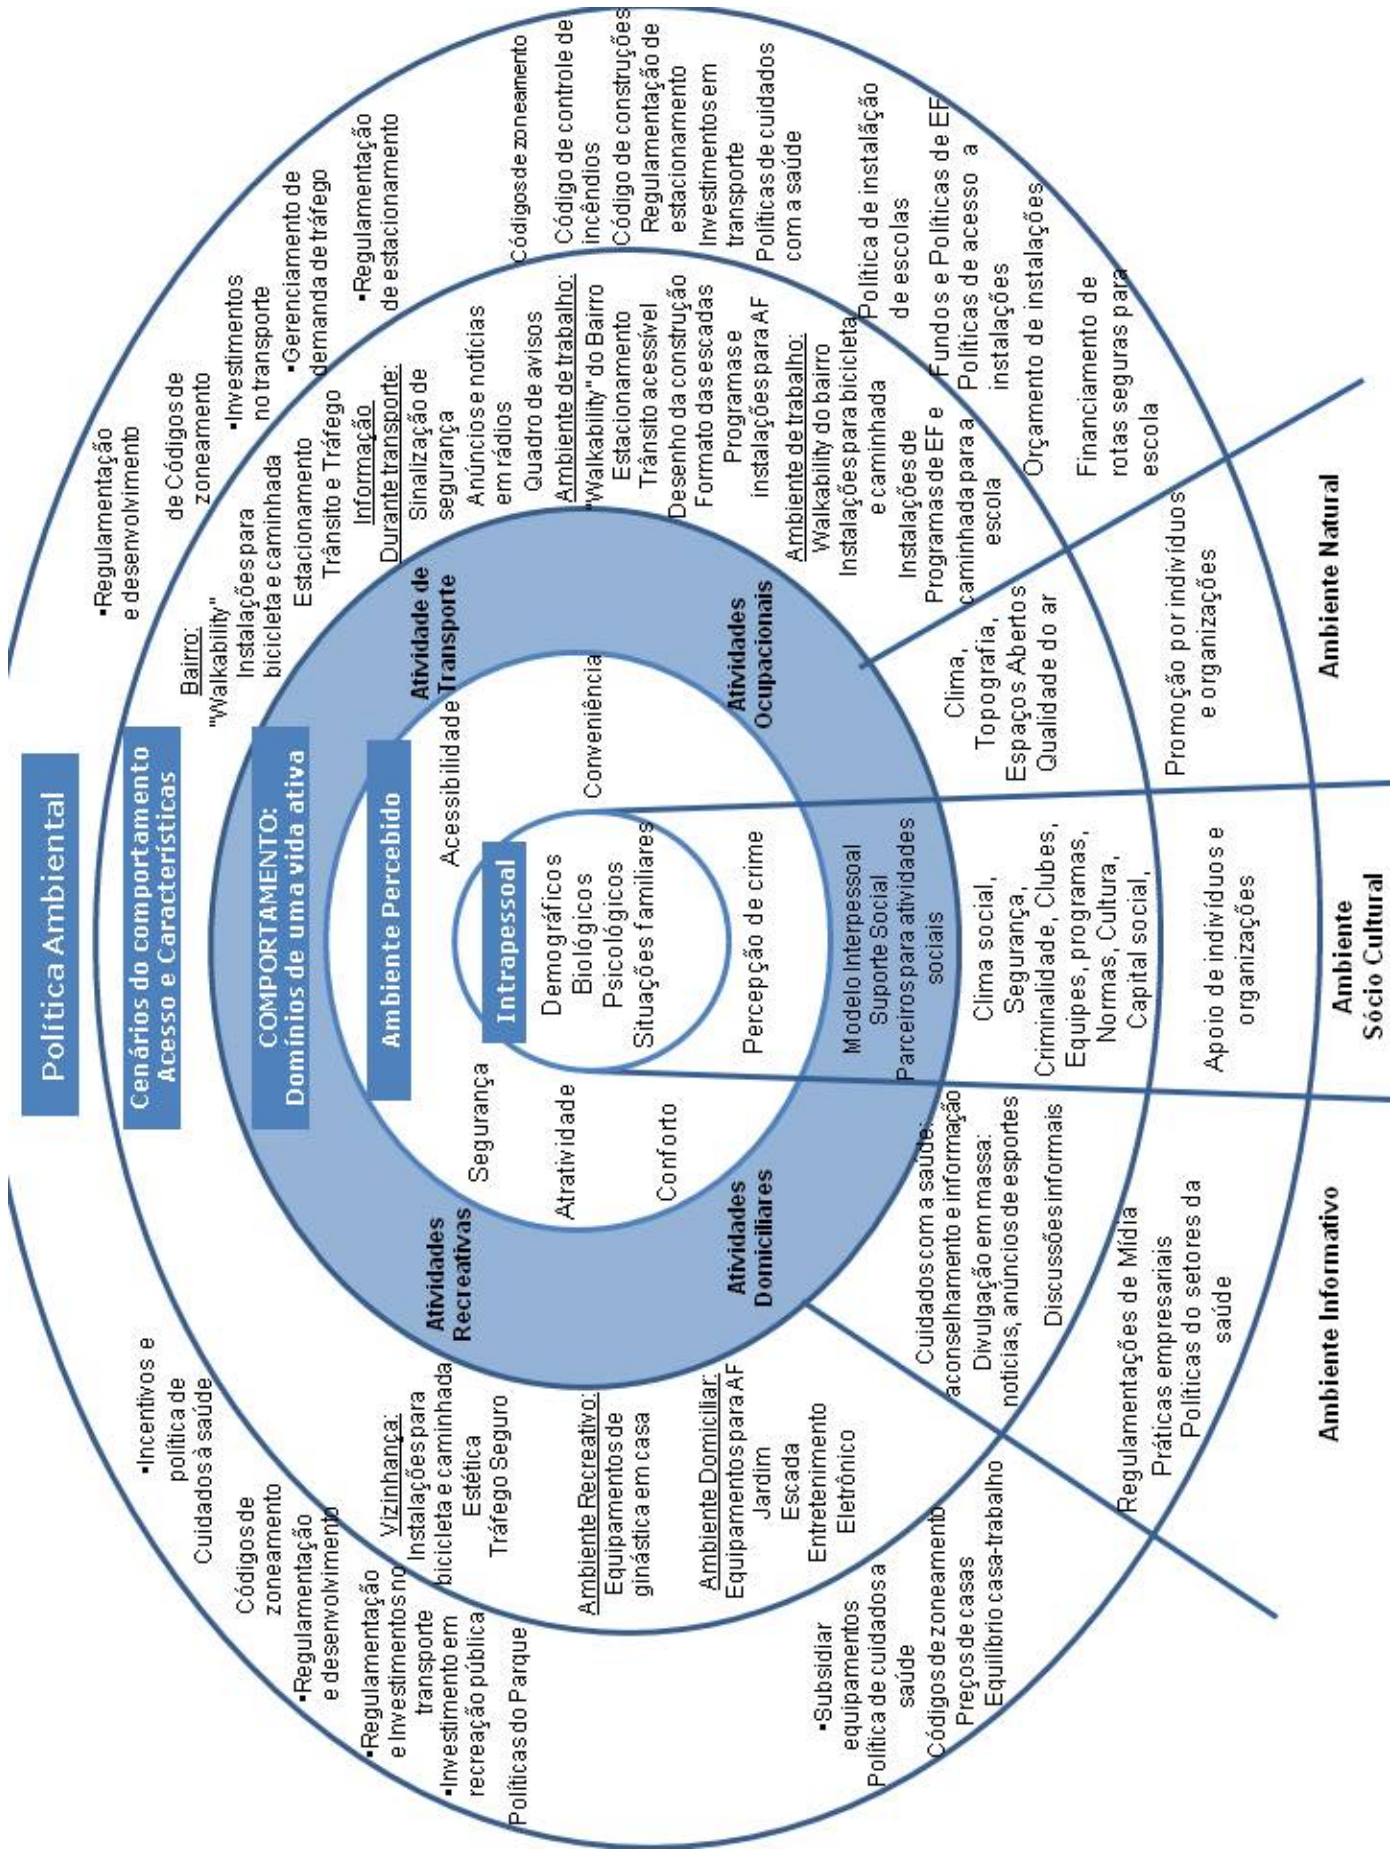 Política Ambiental
Cenários do comportamento
Acesso e Características
COMPORTAMENTO:
Domínios de uma vida ativa
Ambiente Percebido
Intrapessoal
Demográficos
Biológicos
Psicológicos
Situações familiares
Segurança
Atratividade
Conforto
Acessibilidade
Conveniência
Percepção de crime
Atividades
Recreativas
Atividade de
Transporte
Atividades
Domiciliares
Atividades
Ocupacionais
Modelo Interpessoal
Suporte Social
Parceiros para atividades
sociais
▪Incentivos e
política de
Cuidados à saúde
Códigos de
zoneamento
▪Regulamentação
e desenvolvimento
▪Regulamentação
e Investimentos no
transporte
▪Investimento em
recreação pública
Políticas do Parque
Vizinhança:
Instalações para
bicicleta e caminhada
Estética
Tráfego Seguro
Ambiente Recreativo:
Equipamentos de
ginástica em casa
Ambiente Domiciliar:
Equipamentos para AF
Jardim
Escada
Entretenimento
Eletrônico
▪Subsidiar
equipamentos
Política de cuidados a
saúde
Códigos de zoneamento
Preços de casas
Equilíbrio casa-trabalho
▪Regulamentação
e desenvolvimento
de Códigos de
zoneamento
▪Investimentos
no transporte
▪Gerenciamento de
demanda de tráfego
▪Regulamentação
de estacionamento
Bairro:
"Walkability"
Instalações para
bicicleta e caminhada
Estacionamento
Trânsito e Tráfego
Informação
Durante transporte:
Sinalização de
segurança
Anúncios e notícias
em rádios
Quadro de avisos
Ambiente de trabalho:
"Walkability" do Bairro
Estacionamento
Trânsito acessível
Desenho da construção
Formato das escadas
Programas e
instalações para AF
Ambiente de trabalho:
Walkability do bairro
Instalações para bicicleta
e caminhada
Instalações de
Programas de EF e
caminhada para a
escola
Códigos de zoneamento
Código de controle de
incêndios
Código de construções
Regulamentação de
estacionamento
Investimentos em
transporte
Políticas de cuidados
com a saúde
Política de instalação
de escolas
Fundos e Políticas de EF
Políticas de acesso a
instalações
Orçamento de instalações
Financiamento de
rotas seguras para
escola
Cuidados com a saúde:
aconselhamento e informação
Divulgação em massa:
noticias, anúncios de esportes
Discussões informais
Regulamentações de Mídia
Práticas empresariais
Políticas do setores da
saúde
Ambiente Informativo
Clima social,
Segurança,
Criminalidade, Clubes,
Equipes, programas,
Normas, Cultura,
Capital social,
Apoio de indivíduos e
organizações
Ambiente
Sócio Cultural
Clima,
Topografia,
Espaços Abertos
Qualidade do ar
Promoção por indivíduos
e organizações
Ambiente Natural